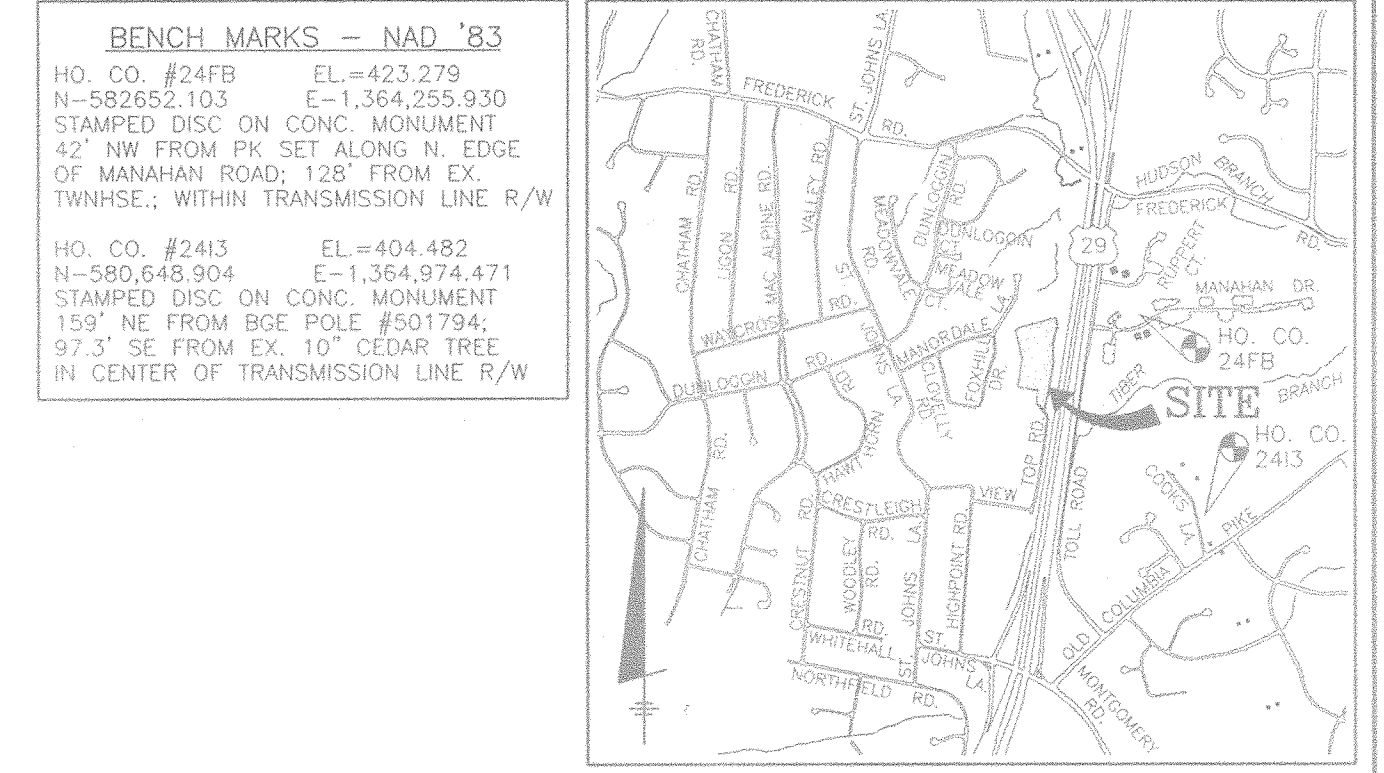 BENCH MARKS – NAD '83
HO. CO. #24FB EL.=423.279
N–582652.103 E–1,364,255.930
STAMPED DISC ON CONC. MONUMENT
42' NW FROM PK SET ALONG N. EDGE
OF MANAHAN ROAD; 128' FROM EX.
TWNHSE.; WITHIN TRANSMISSION LINE R/W
HO. CO. #2413 EL.=404.482
N–580,648.904 E–1,364,974.471
STAMPED DISC ON CONC. MONUMENT
159' NE FROM BGE POLE #501794;
97.3' SE FROM EX. 10" CEDAR TREE
IN CENTER OF TRANSMISSION LINE R/W
CHATHAM
RD.
ST. JOHNS LA.
FREDERICK
RD.
HUDSON BRANCH
FREDERICK
RD.
29
CHATHAM RD.
LIGON RD.
MAC ALPINE RD.
VALLEY RD.
ST. JOHNS LA.
DUNLOGGIN
RD.
MEADOWVALE
RD.
DUNLOGGIN
CT.
MEADOW
VALE
CT.
RUPPERT
CT.
MANAHAN DR.
HO. CO.
24FB
WAYCROSS RD.
DUNLOGGIN RD.
MANORDALE LA.
FOXHILL
DR.
CLOVERLY
RD.
TIBER BRANCH
SITE
HO. CO.
2413
HAWTHORN
RD.
TOP RD.
VIEW
TOLL ROAD
COOKS
LA.
CHATHAM RD.
CRESTLEIGH
RD.
CHESTNUT RD.
WOODLEY
RD.
ST. JOHNS LA.
HIGHPOINT RD.
OLD COLUMBIA PIKE
WHITEHALL
RD.
ST.
JOHNS
LA.
NORTHFIELD RD.
MONTGOMERY
RD.